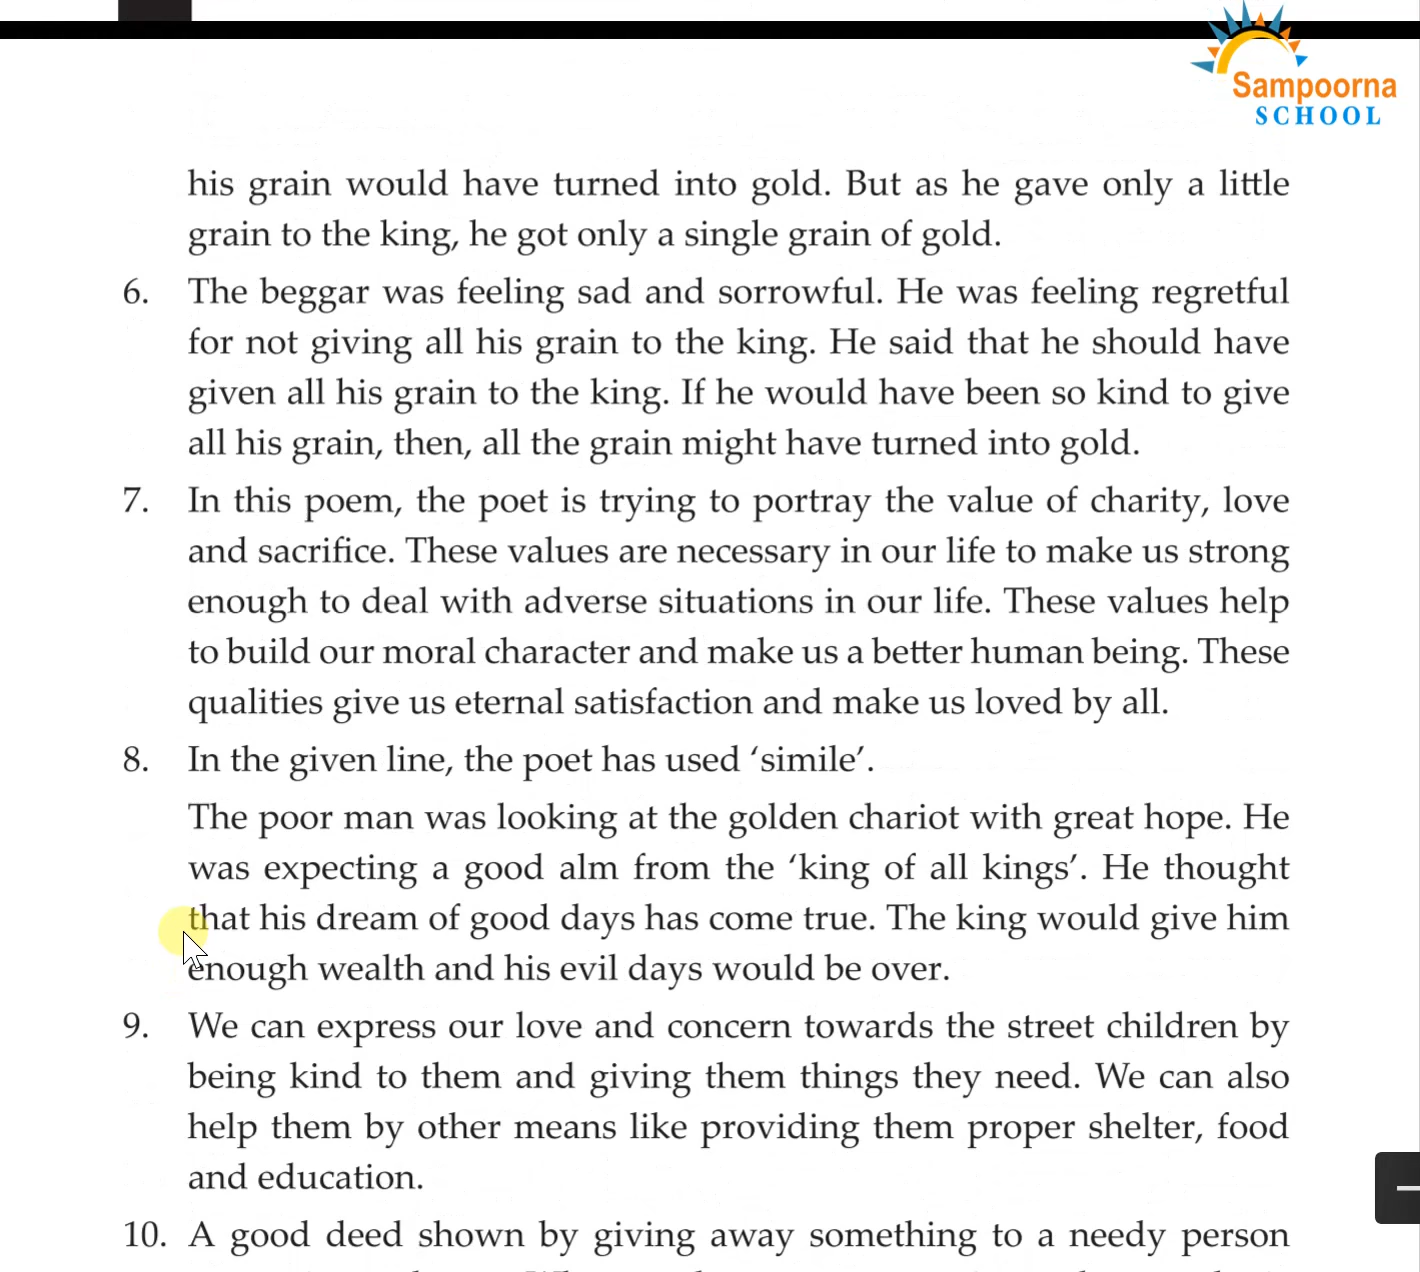 Sampoorna
SCHOOL
his grain would have turned into gold. But as he gave only a little
grain to the king, he got only a single grain of gold.
6. The beggar was feeling sad and sorrowful. He was feeling regretful
for not giving all his grain to the king. He said that he should have
given all his grain to the king. If he would have been so kind to give
all his grain, then, all the grain might have turned into gold.
7. In this poem, the poet is trying to portray the value of charity, love
and sacrifice. These values are necessary in our life to make us strong
enough to deal with adverse situations in our life. These values help
to build our moral character and make us a better human being. These
qualities give us eternal satisfaction and make us loved by all.
8. In the given line, the poet has used ‘simile’.
The poor man was looking at the golden chariot with great hope. He
was expecting a good alm from the ‘king of all kings’. He thought
that his dream of good days has come true. The king would give him
enough wealth and his evil days would be over.
9. We can express our love and concern towards the street children by
being kind to them and giving them things they need. We can also
help them by other means like providing them proper shelter, food
and education.
10. A good deed shown by giving away something to a needy person